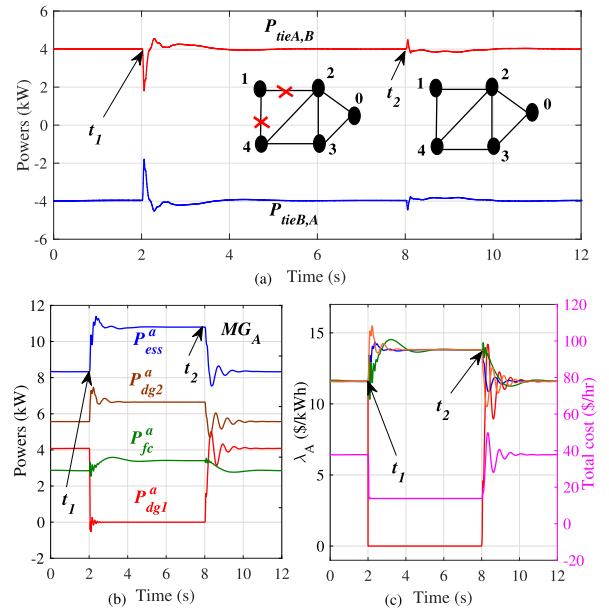 6
4
2
0
-2
-4
-6
Powers (kW)
P_tieA,B
t_1
t_2
1
2
0
4
3
1
2
0
4
3
P_tieB,A
0 2 4 6 8 10 12
(a) Time (s)
12
10
8
6
4
2
0
-2
Powers (kW)
MG_A
P^a_ess
t_2
P^a_dg2
P^a_fc
t_1
P^a_dg1
0 2 4 6 8 10 12
(b) Time (s)
15
10
5
0
λ_A ($/kWh)
t_2
t_1
120
100
80
60
40
20
0
-20
Total cost ($/hr)
0 2 4 6 8 10 12
(c) Time (s)